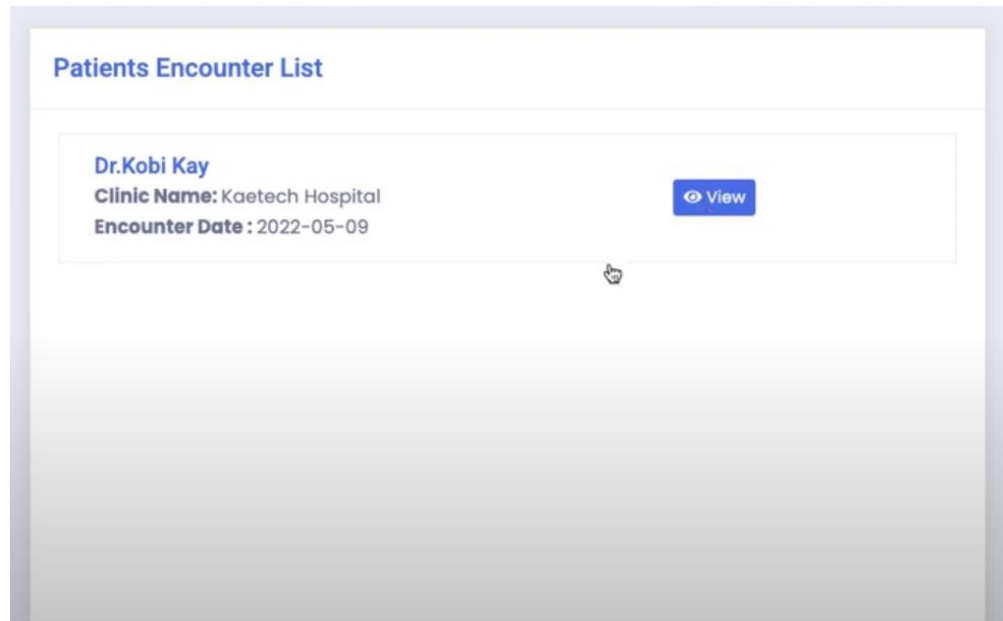 Patients Encounter List
Dr.Kobi Kay
Clinic Name: Kaetech Hospital
Encounter Date : 2022-05-09
View